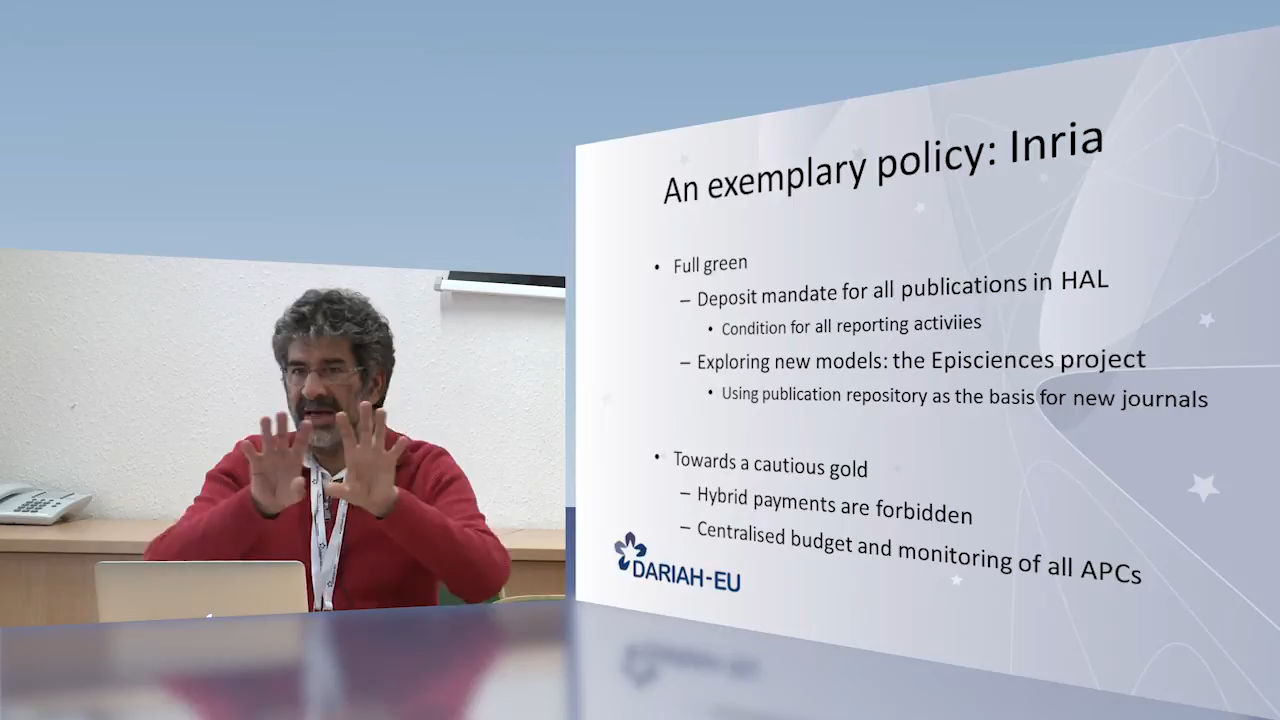 An exemplary policy: Inria
• Full green
– Deposit mandate for all publications in HAL
• Condition for all reporting activiies
– Exploring new models: the Episciences project
• Using publication repository as the basis for new journals
• Towards a cautious gold
– Hybrid payments are forbidden
– Centralised budget and monitoring of all APCs
DARIAH-EU